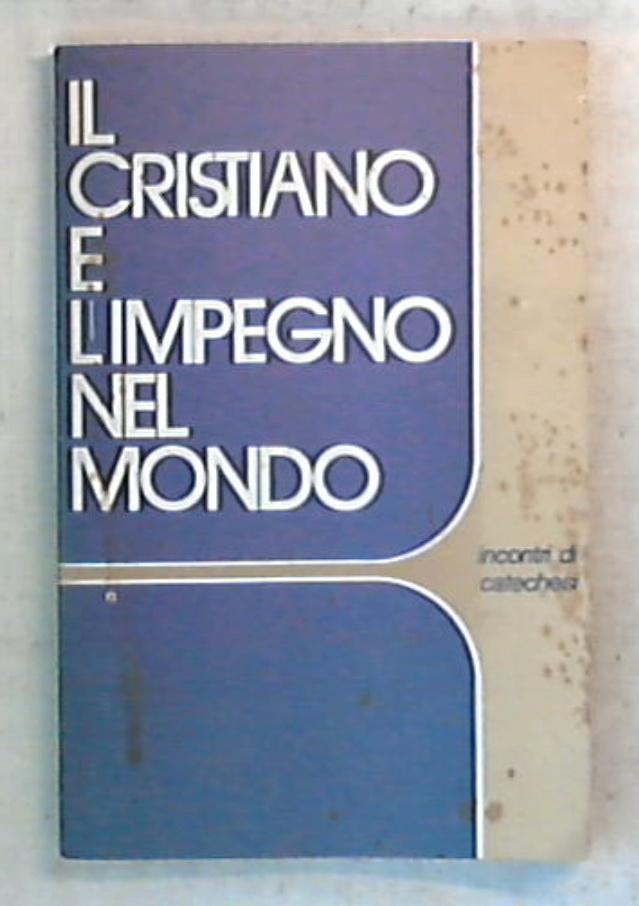 IL
CRISTIANO
E
L'IMPEGNO
NEL
MONDO
incontri di
catechesi